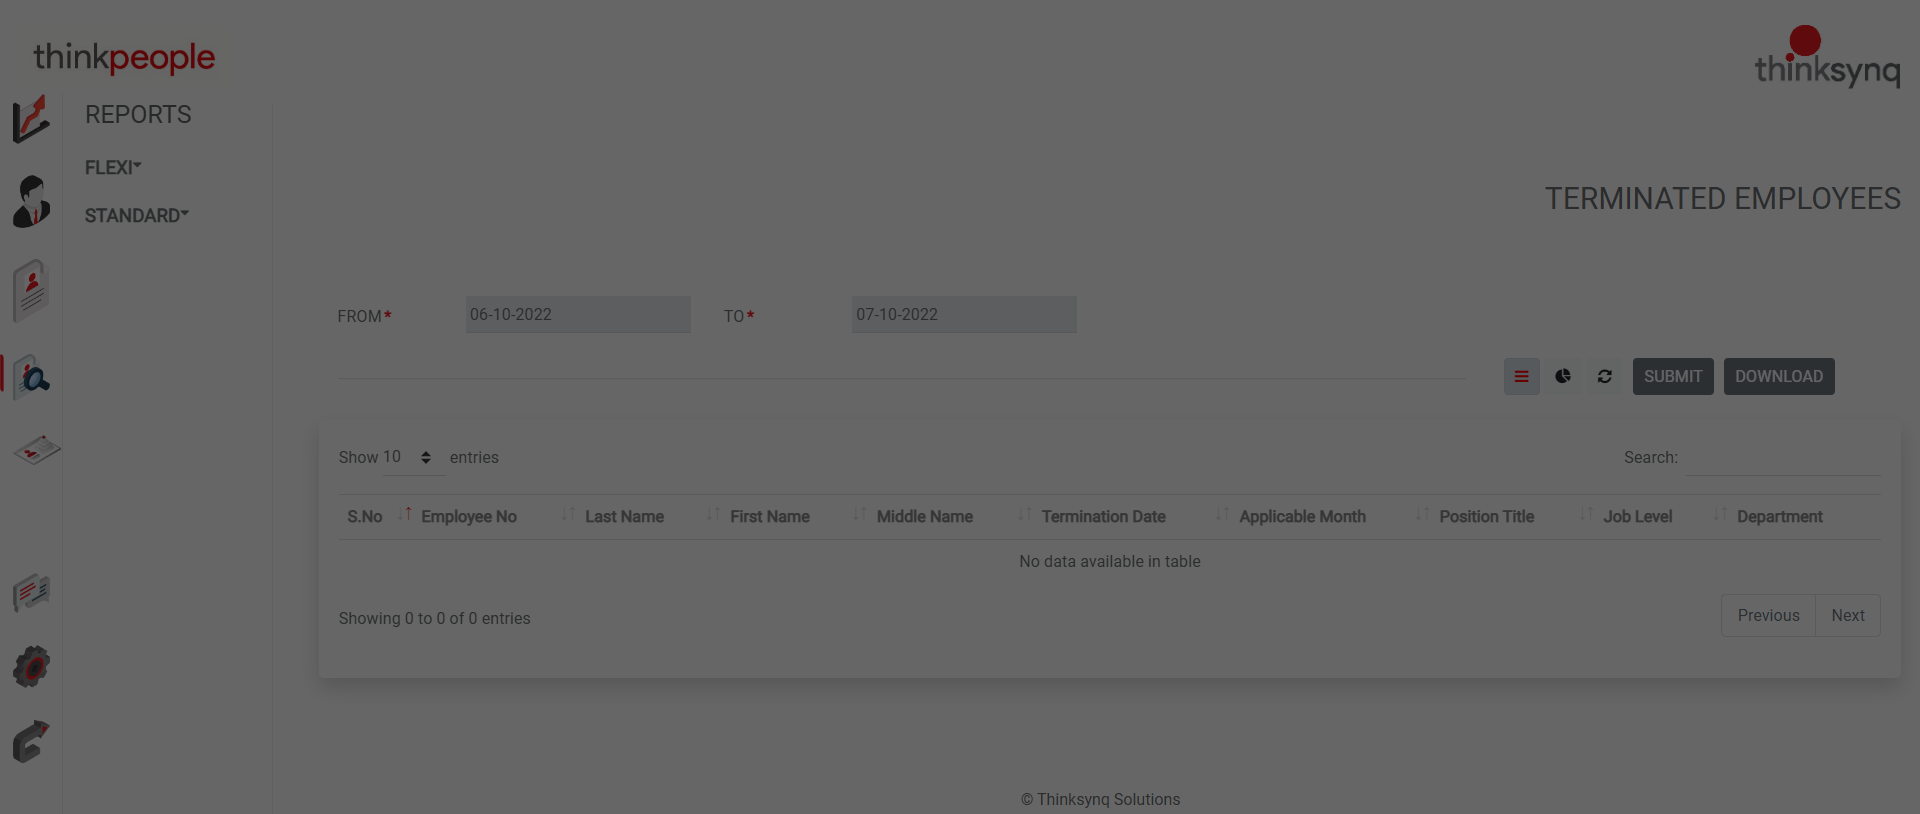 thinkpeople
thinksynq
REPORTS
FLEXI
STANDARD
TERMINATED EMPLOYEES
FROM* 06-10-2022 TO* 07-10-2022
SUBMIT DOWNLOAD
Show 10 entries Search:
S.No Employee No Last Name First Name Middle Name Termination Date Applicable Month Position Title Job Level Department
No data available in table
Showing 0 to 0 of 0 entries Previous Next
© Thinksynq Solutions